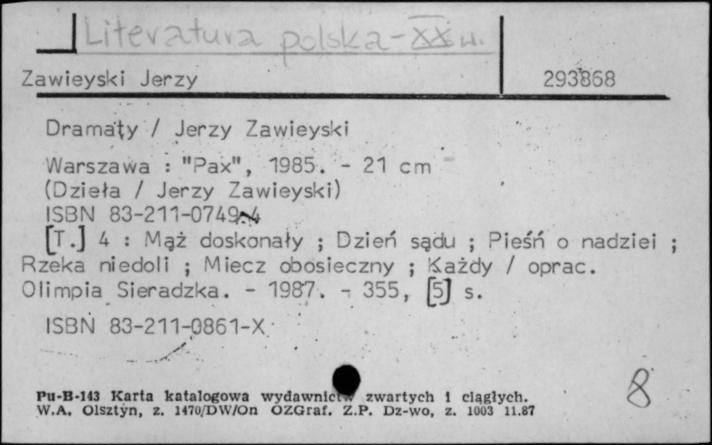 Literatura polska - XX w.
Zawieyski Jerzy 293868
Dramaty / Jerzy Zawieyski
Warszawa : "Pax", 1985. - 21 cm
(Dzieła / Jerzy Zawieyski)
ISBN 83-211-0749-4
[T.] 4 : Mąż doskonały ; Dzień sądu ; Pieśń o nadziei ;
Rzeka niedoli ; Miecz obosieczny ; Każdy / oprac.
Olimpia Sieradzka. - 1987. - 355, [5] s.
ISBN 83-211-0861-X
8
Pu-B-143 Karta katalogowa wydawnictw zwartych i ciągłych.
W.A. Olsztyn, z. 1470/DW/On OZGraf. Z.P. Dz-wo, z. 1003 11.87